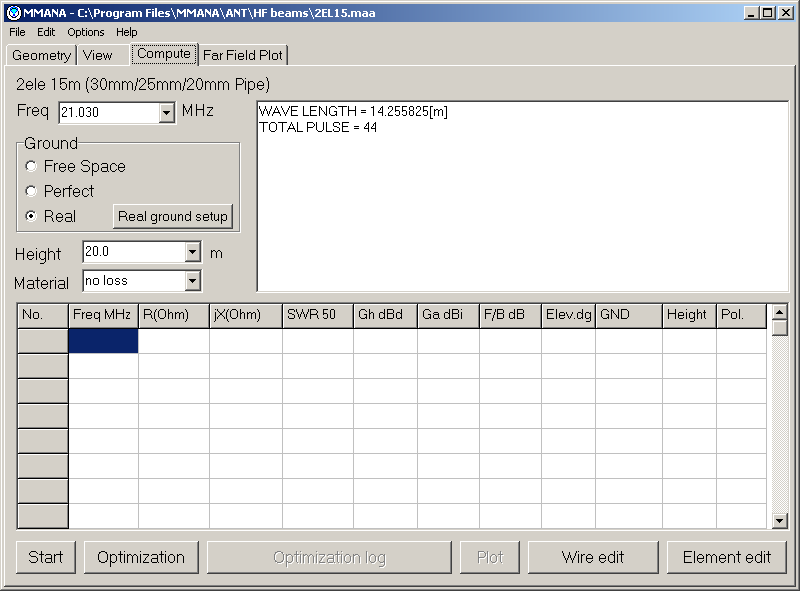 MMANA - C:\Program Files\MMANA\ANT\HF beams\2EL15.maa
File Edit Options Help
Geometry View Compute Far Field Plot
2ele 15m (30mm/25mm/20mm Pipe)
Freq 21.030 MHz
WAVE LENGTH = 14.255825[m]
TOTAL PULSE = 44
Ground
Free Space
Perfect
Real Real ground setup
Height 20.0 m
Material no loss
No. Freq MHz R(Ohm) jX(Ohm) SWR 50 Gh dBd Ga dBi F/B dB Elev.dg GND Height Pol.
Start Optimization Optimization log Plot Wire edit Element edit